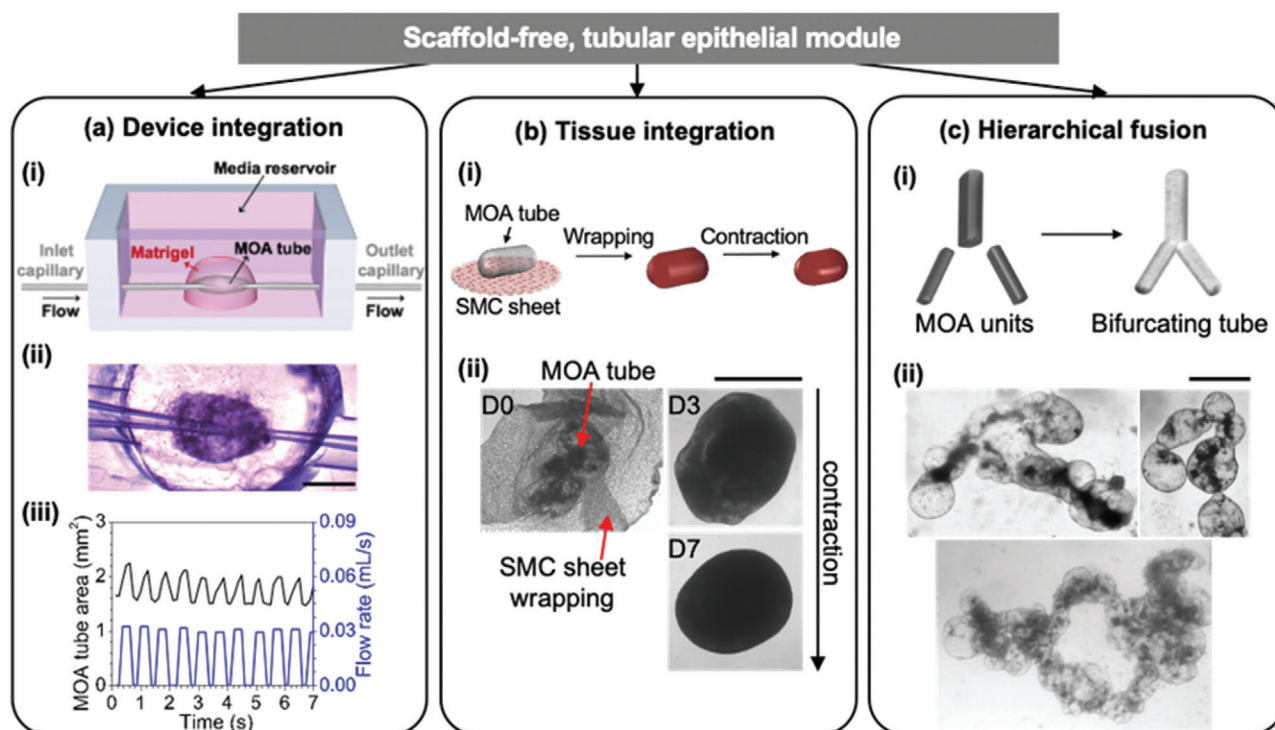 Scaffold-free, tubular epithelial module
(a) Device integration
(i)
Media reservoir
Inlet
capillary
Matrigel
MOA tube
Outlet
capillary
Flow
Flow
(ii)
(iii)
3
2
1
0
MOA tube area (mm²)
0.09
0.06
0.03
0.00
Flow rate (mL/s)
0 1 2 3 4 5 6 7
Time (s)
(b) Tissue integration
(i)
MOA tube
Wrapping
Contraction
SMC sheet
(ii)
MOA tube
D0
D3
D7
SMC sheet
wrapping
contraction
(c) Hierarchical fusion
(i)
MOA units
Bifurcating tube
(ii)